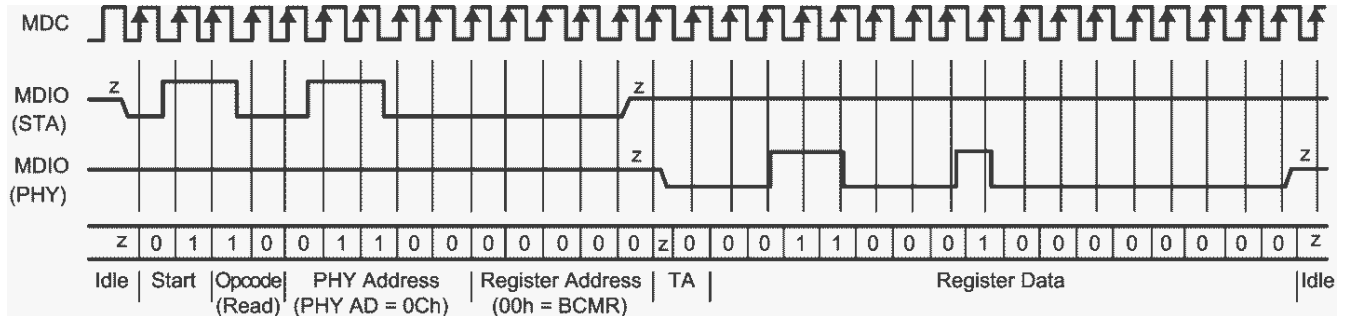 MDC
z z
MDIO
(STA)
MDIO z z
(PHY)
z 0 1 1 0 0 1 1 0 0 0 0 0 0 0 z 0 0 0 1 1 0 0 0 1 0 0 0 0 0 0 0 0 z
Idle Start Opcode PHY Address Register Address TA Register Data Idle
(Read) (PHY AD = 0Ch) (00h = BCMR)